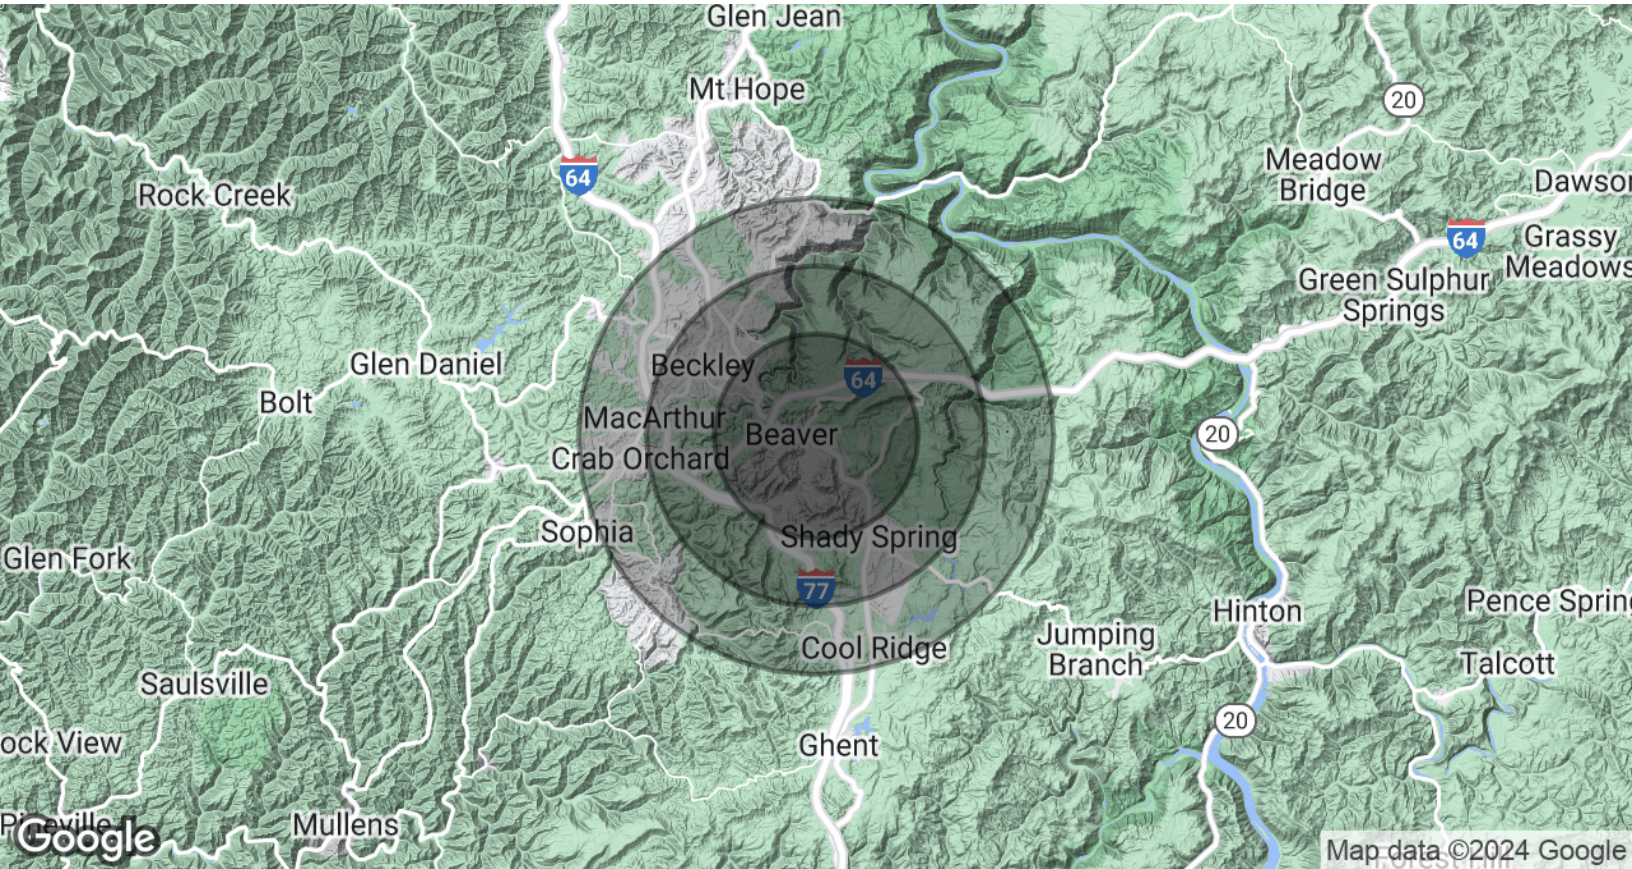 Glen Jean
Mt Hope
20
Meadow
Bridge
64
Dawson
Rock Creek
64
Grassy
Meadows
Green Sulphur
Springs
Glen Daniel
Beckley
64
Bolt
MacArthur
Beaver
20
Crab Orchard
Sophia
Shady Spring
Glen Fork
77
Hinton
Pence Spring
Jumping
Branch
Cool Ridge
Talcott
Saulsville
20
ock View
Ghent
Pineville
Mullens
Google
Map data ©2024 Google